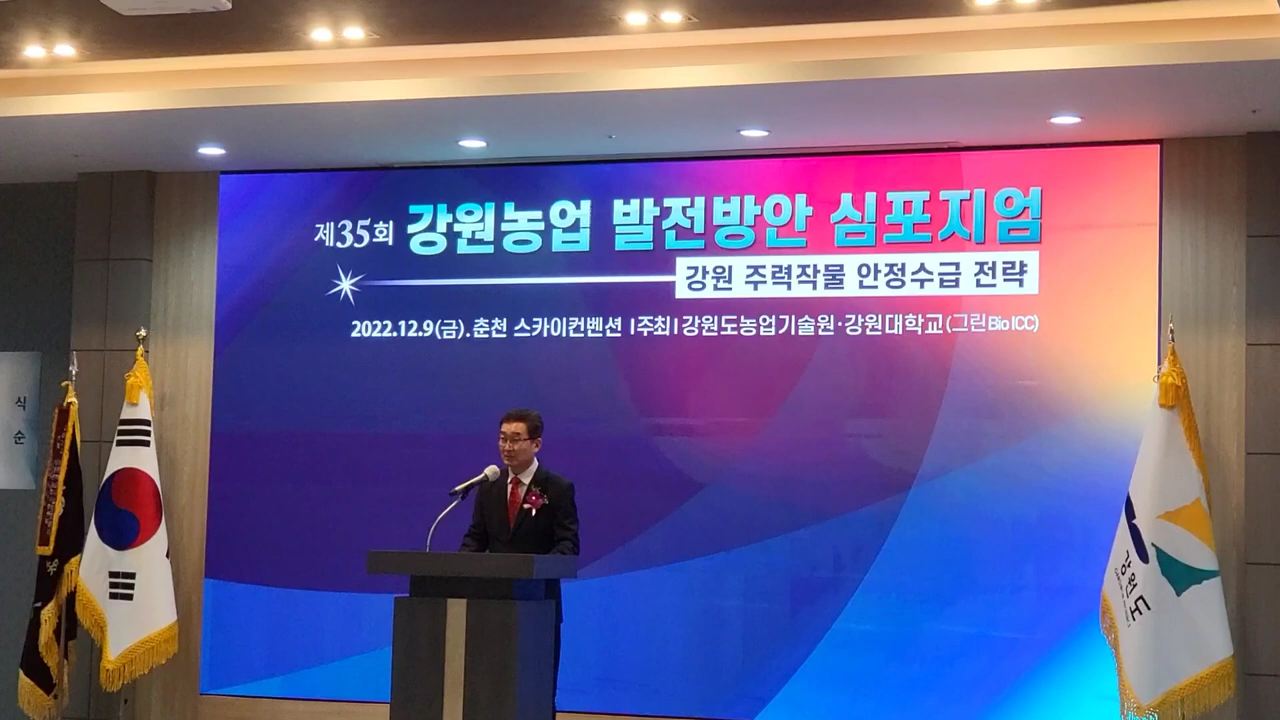 제35회 강원농업 발전방안 심포지엄
강원 주력작물 안정수급 전략
2022.12.9(금). 춘천 스카이컨벤션 I주최I 강원도농업기술원·강원대학교(그린Bio ICC)
식
순
강원도